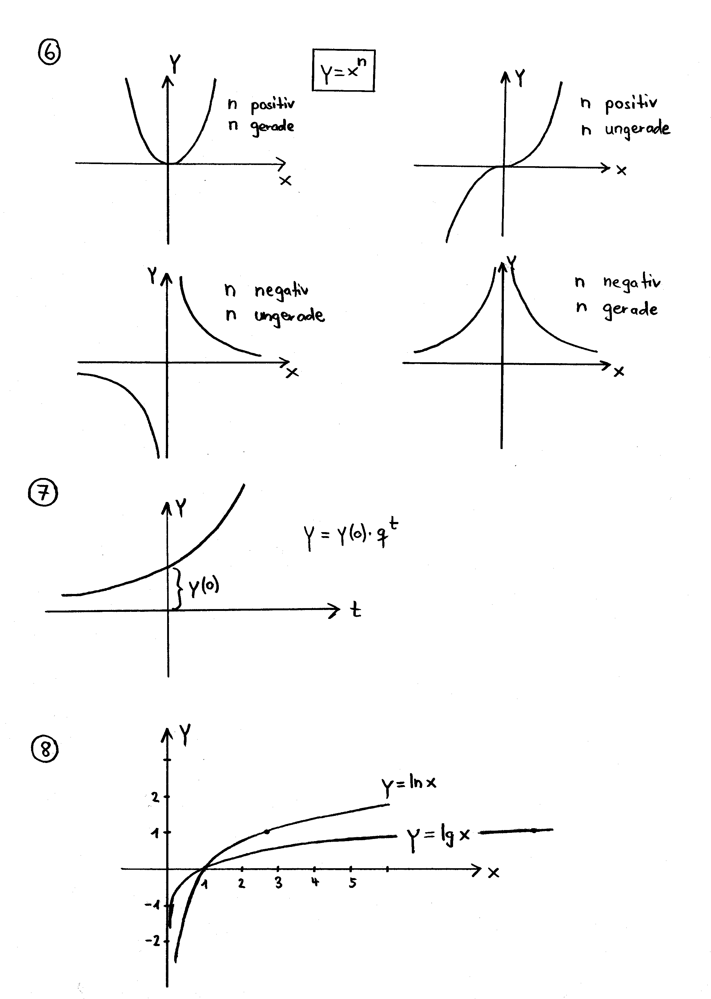 6
Y = x^n
Y
n positiv
n gerade
x
Y
n positiv
n ungerade
x
Y
n negativ
n ungerade
x
Y
n negativ
n gerade
x
7
Y
Y = Y(0) · q^t
Y(0)
t
8
Y
Y = ln x
2
1
Y = lg x
x
1 2 3 4 5
-1
-2